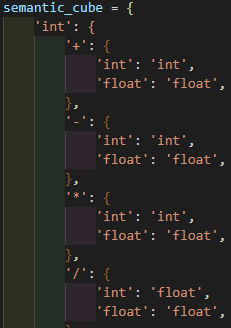 semantic_cube = {
    'int': {
        '+': {
            'int': 'int',
            'float': 'float',
        },
        '-': {
            'int': 'int',
            'float': 'float',
        },
        '*': {
            'int': 'int',
            'float': 'float',
        },
        '/': {
            'int': 'float',
            'float': 'float',
        },